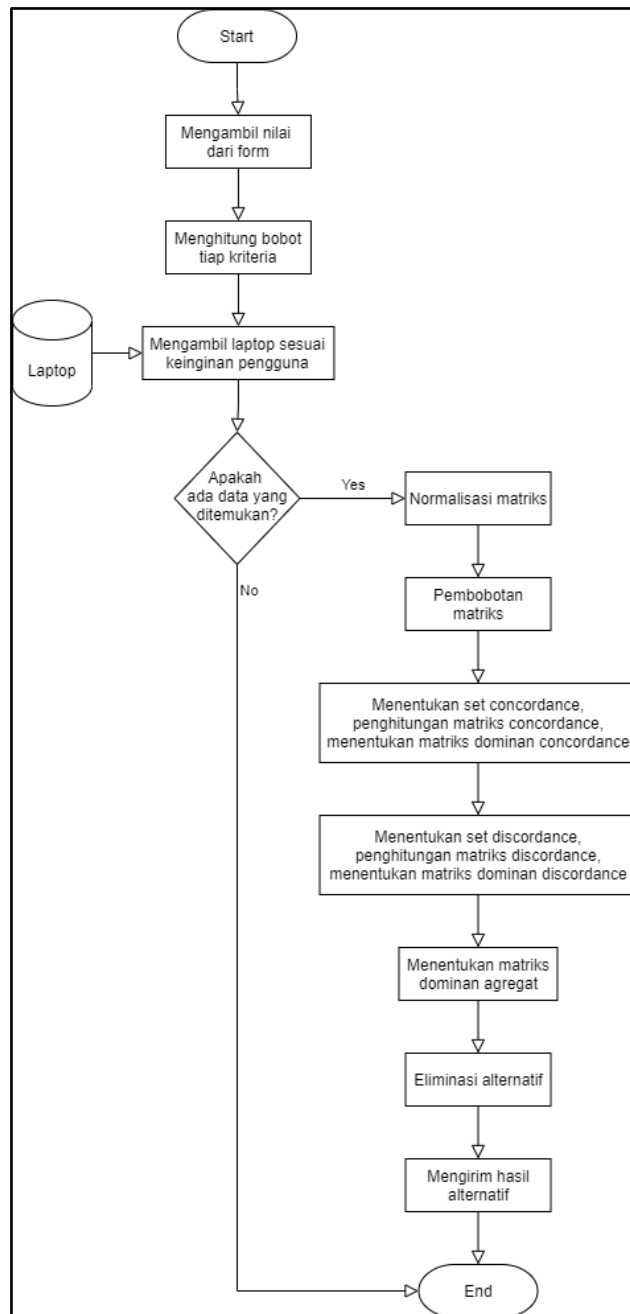 Start
Mengambil nilai
dari form
Menghitung bobot
tiap kriteria
Mengambil laptop sesuai
keinginan pengguna
Laptop
Apakah
ada data yang
ditemukan?
Yes
No
Normalisasi matriks
Pembobotan
matriks
Menentukan set concordance,
penghitungan matriks concordance,
menentukan matriks dominan concordance
Menentukan set discordance,
penghitungan matriks discordance,
menentukan matriks dominan discordance
Menentukan matriks
dominan agregat
Eliminasi alternatif
Mengirim hasil
alternatif
End